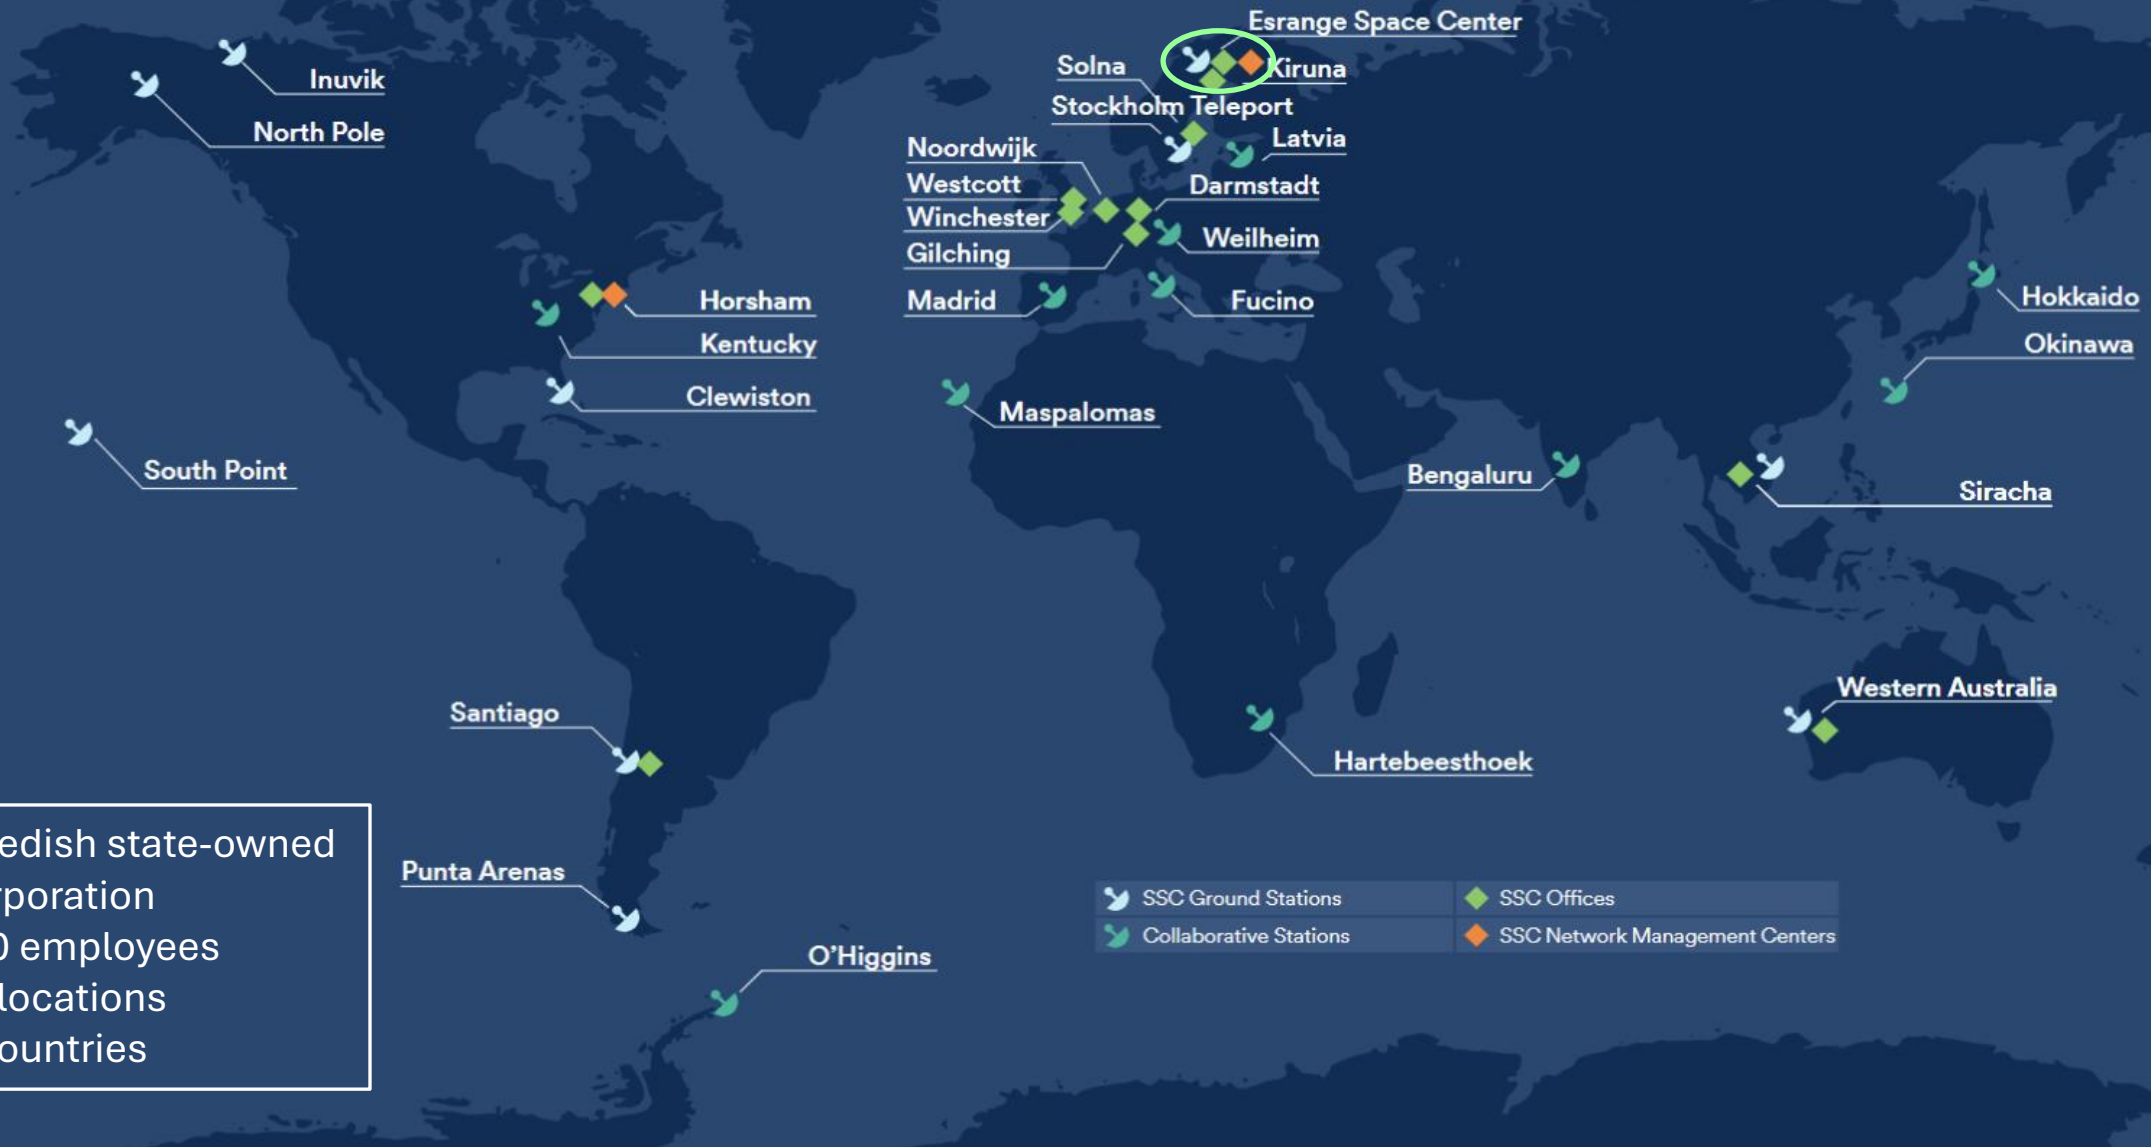 Esrange Space Center
Solna
Kiruna
Inuvik
Stockholm Teleport
North Pole
Latvia
Noordwijk
Westcott
Darmstadt
Winchester
Weilheim
Gilching
Madrid
Fucino
Horsham
Hokkaido
Kentucky
Okinawa
Clewiston
Maspalomas
South Point
Bengaluru
Siracha
Western Australia
Santiago
Hartebeesthoek
edish state-owned
poration
0 employees
locations
ountries
Punta Arenas
O'Higgins
SSC Ground Stations
SSC Offices
Collaborative Stations
SSC Network Management Centers